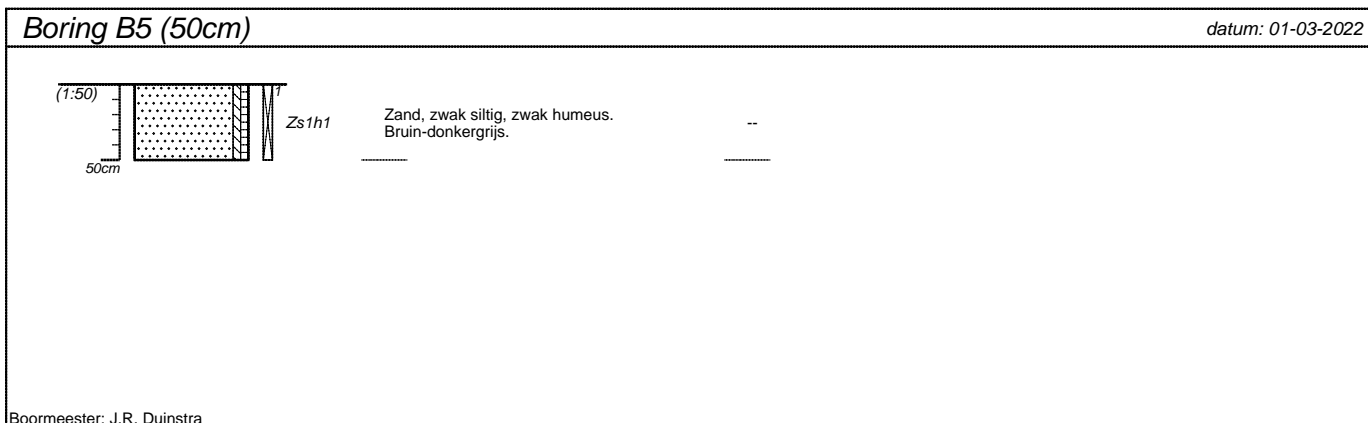 Boring B5 (50cm)
datum: 01-03-2022
(1:50)
1
Zs1h1
Zand, zwak siltig, zwak humeus.
Bruin-donkergrijs.
--
50cm
Boormeester: J.R. Duinstra